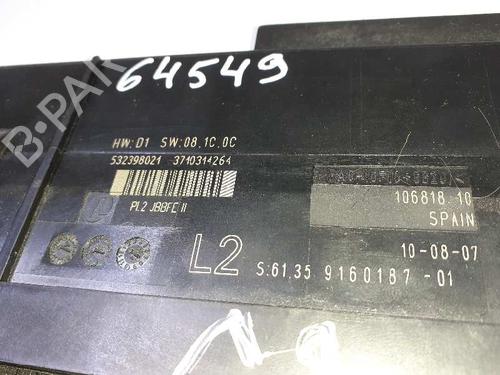 64549
HW:D1 SW:08.1C.0C
532398021 3710314264
PL2 JBBFE II
106818.10
SPAIN
10-08-07
L2 S:61.35 9160187-01
B-PARTS